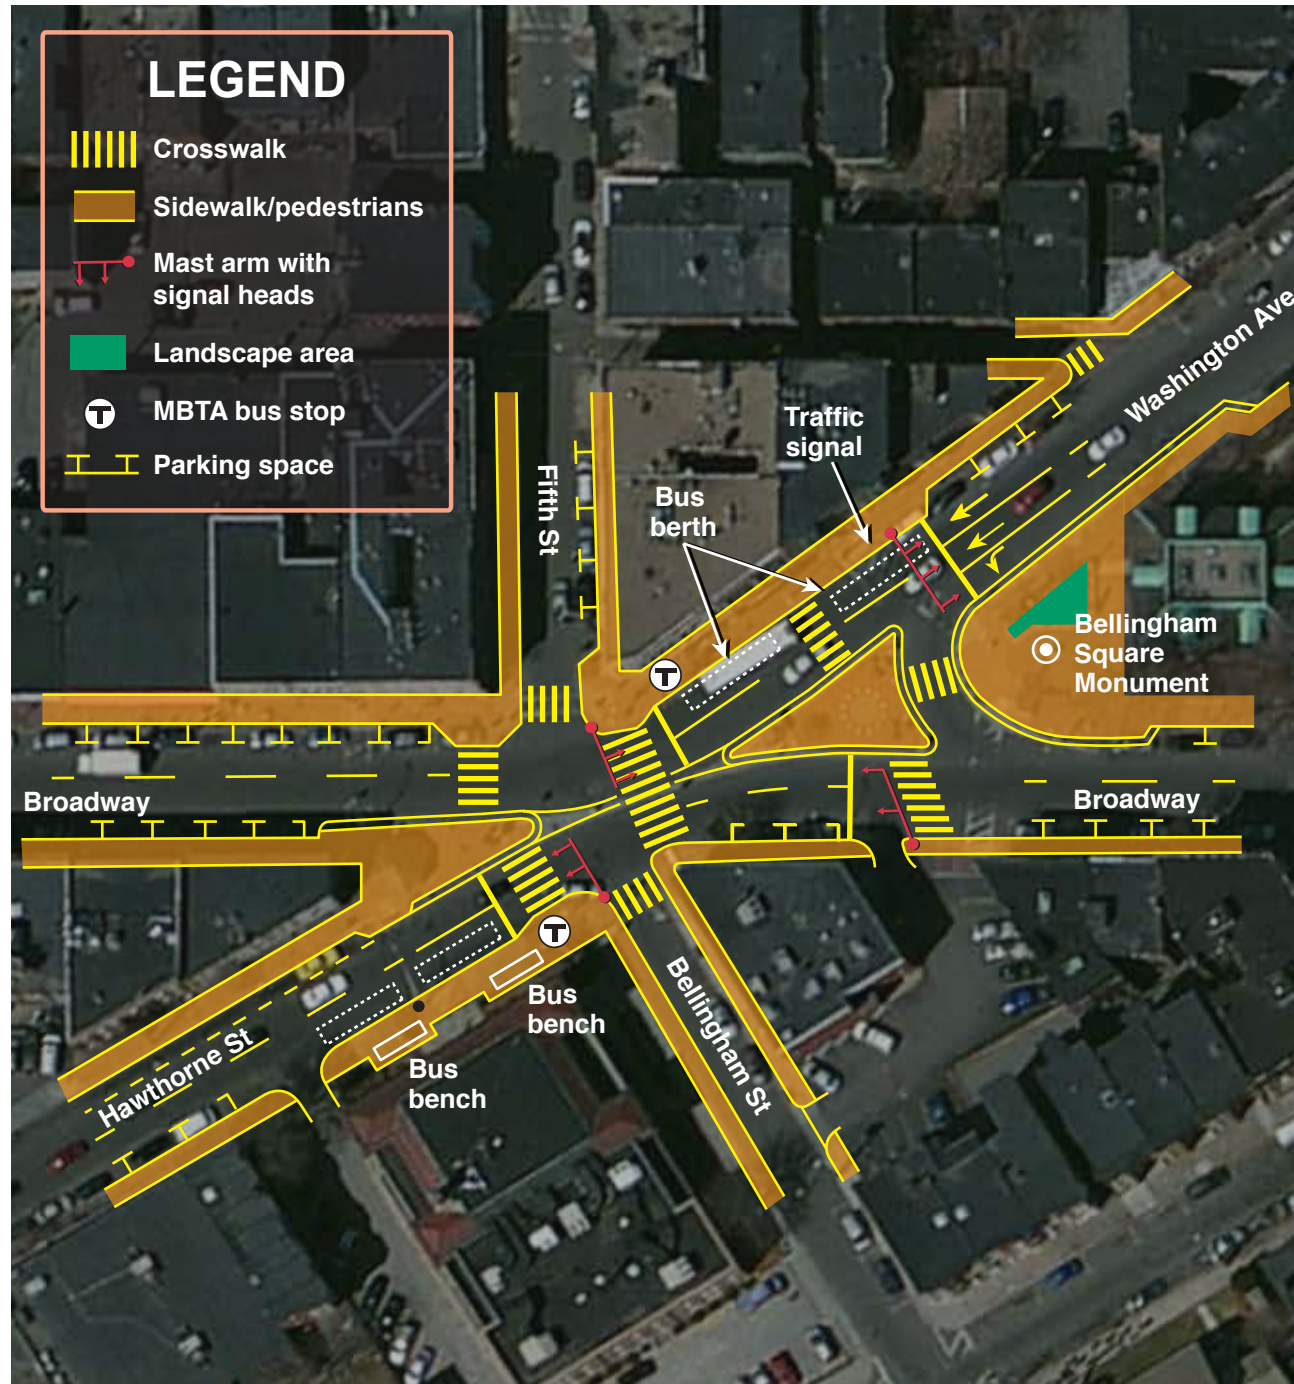 LEGEND
Crosswalk
Sidewalk/pedestrians
Mast arm with
signal heads
Landscape area
T
MBTA bus stop
Parking space
Washington Ave
Traffic
signal
Fifth St
Bus
berth
Bellingham
Square
Monument
T
Broadway
Broadway
T
Bus
bench
Bellingham St
Hawthorne St
Bus
bench